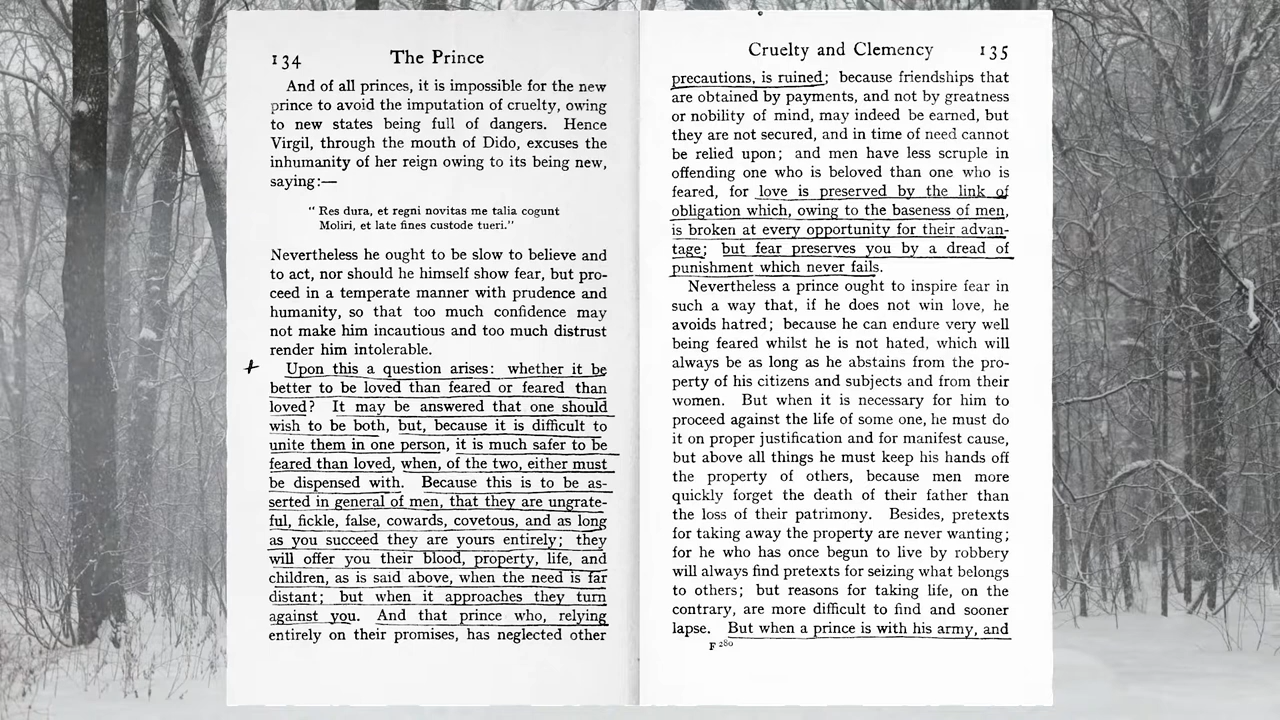 134 The Prince
And of all princes, it is impossible for the new
prince to avoid the imputation of cruelty, owing
to new states being full of dangers. Hence
Virgil, through the mouth of Dido, excuses the
inhumanity of her reign owing to its being new,
saying:—
“ Res dura, et regni novitas me talia cogunt
Moliri, et late fines custode tueri.”
Nevertheless he ought to be slow to believe and
to act, nor should he himself show fear, but pro-
ceed in a temperate manner with prudence and
humanity, so that too much confidence may
not make him incautious and too much distrust
render him intolerable.
Upon this a question arises: whether it be
better to be loved than feared or feared than
loved? It may be answered that one should
wish to be both, but, because it is difficult to
unite them in one person, it is much safer to be
feared than loved, when, of the two, either must
be dispensed with. Because this is to be as-
serted in general of men, that they are ungrate-
ful, fickle, false, cowards, covetous, and as long
as you succeed they are yours entirely; they
will offer you their blood, property, life, and
children, as is said above, when the need is far
distant; but when it approaches they turn
against you. And that prince who, relying
entirely on their promises, has neglected other
Cruelty and Clemency 135
precautions, is ruined; because friendships that
are obtained by payments, and not by greatness
or nobility of mind, may indeed be earned, but
they are not secured, and in time of need cannot
be relied upon; and men have less scruple in
offending one who is beloved than one who is
feared, for love is preserved by the link of
obligation which, owing to the baseness of men,
is broken at every opportunity for their advan-
tage; but fear preserves you by a dread of
punishment which never fails.
Nevertheless a prince ought to inspire fear in
such a way that, if he does not win love, he
avoids hatred; because he can endure very well
being feared whilst he is not hated, which will
always be as long as he abstains from the pro-
perty of his citizens and subjects and from their
women. But when it is necessary for him to
proceed against the life of some one, he must do
it on proper justification and for manifest cause,
but above all things he must keep his hands off
the property of others, because men more
quickly forget the death of their father than
the loss of their patrimony. Besides, pretexts
for taking away the property are never wanting;
for he who has once begun to live by robbery
will always find pretexts for seizing what belongs
to others; but reasons for taking life, on the
contrary, are more difficult to find and sooner
lapse. But when a prince is with his army, and
F 280